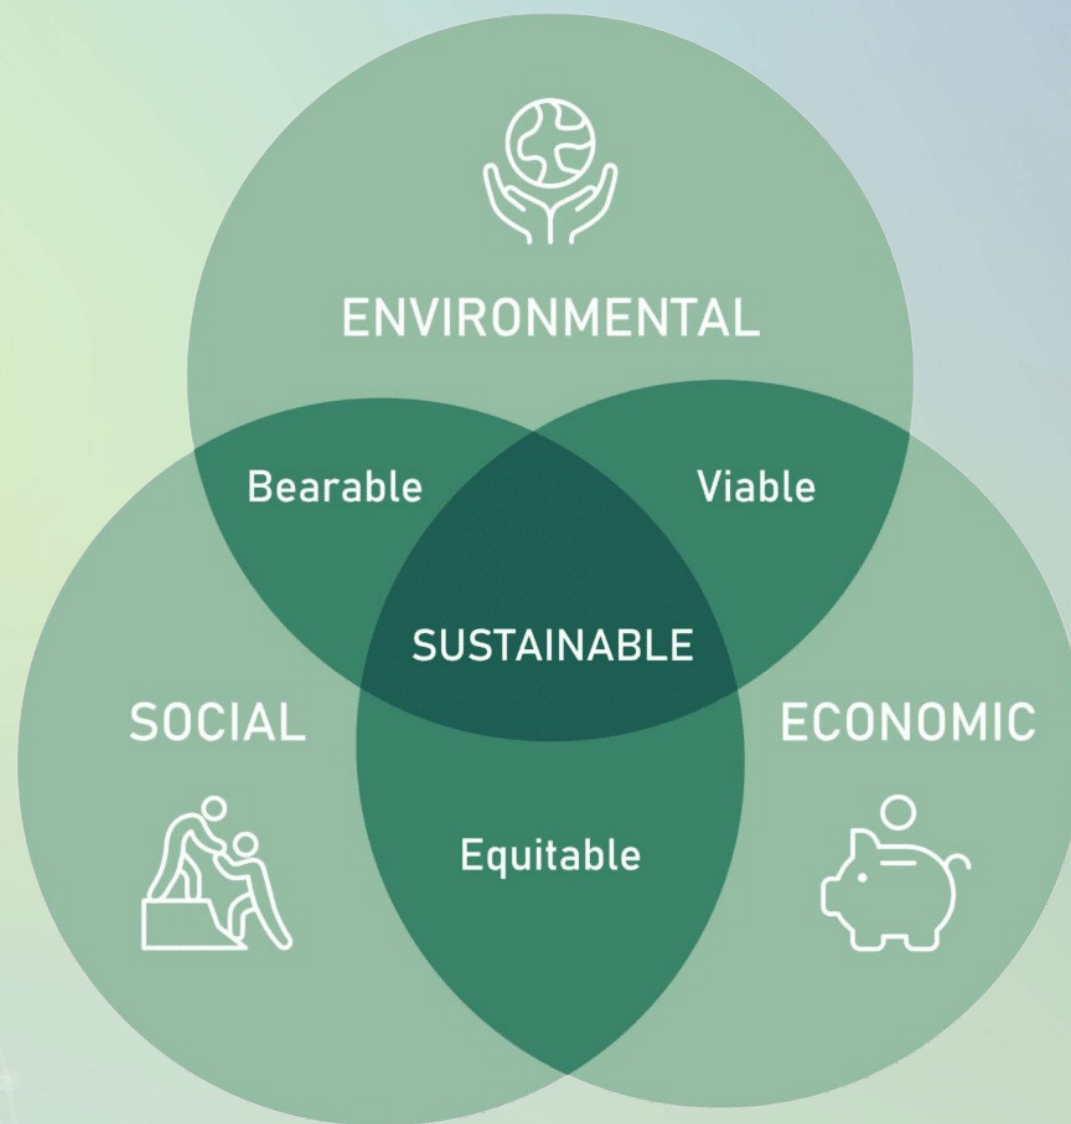 ENVIRONMENTAL
Bearable
Viable
SUSTAINABLE
SOCIAL
ECONOMIC
Equitable